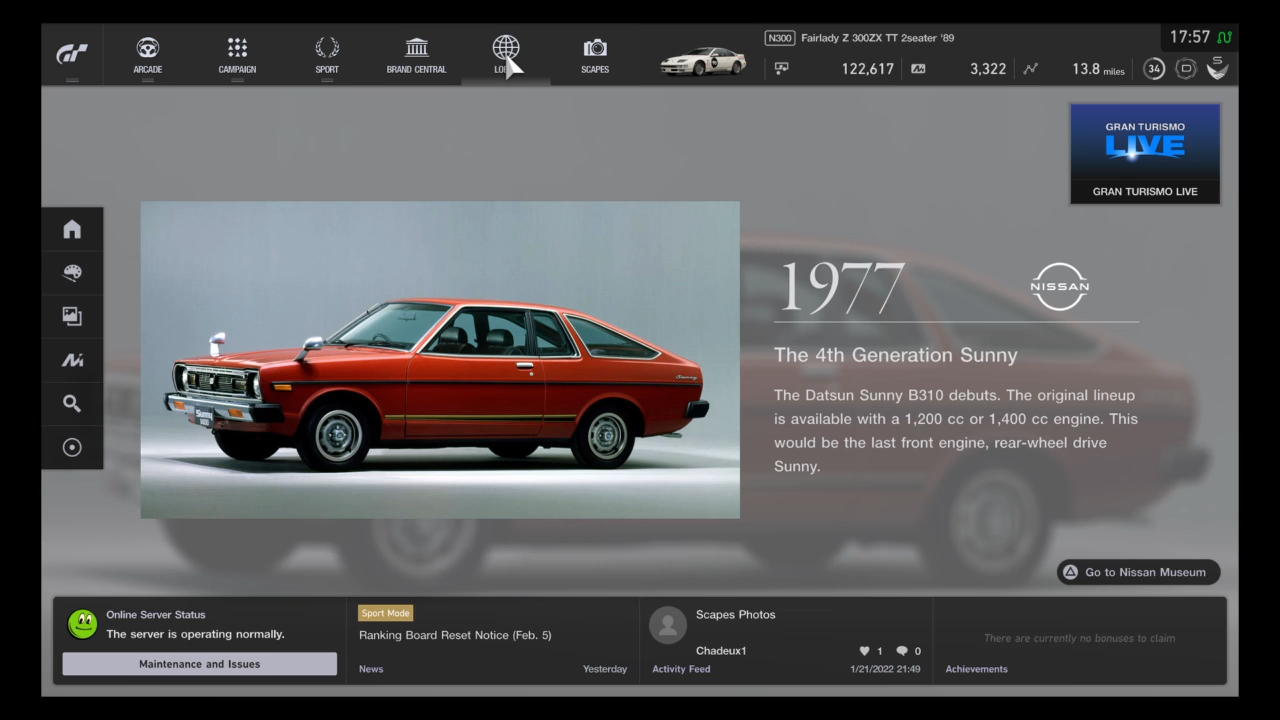 GT
ARCADE
CAMPAIGN
SPORT
BRAND CENTRAL
SCAPES
N300 Fairlady Z 300ZX TT 2seater '89
122,617
3,322
13.8 miles
34
D
S
17:57
GRAN TURISMO
LIVE
GRAN TURISMO LIVE
Sunny
Sunny
1977
NISSAN
The 4th Generation Sunny
The Datsun Sunny B310 debuts. The original lineup
is available with a 1,200 cc or 1,400 cc engine. This
would be the last front engine, rear-wheel drive
Sunny.
Go to Nissan Museum
Online Server Status
The server is operating normally.
Maintenance and Issues
Sport Mode
Ranking Board Reset Notice (Feb. 5)
News
Yesterday
Scapes Photos
Chadeux1
1 0
Activity Feed
1/21/2022 21:49
There are currently no bonuses to claim
Achievements